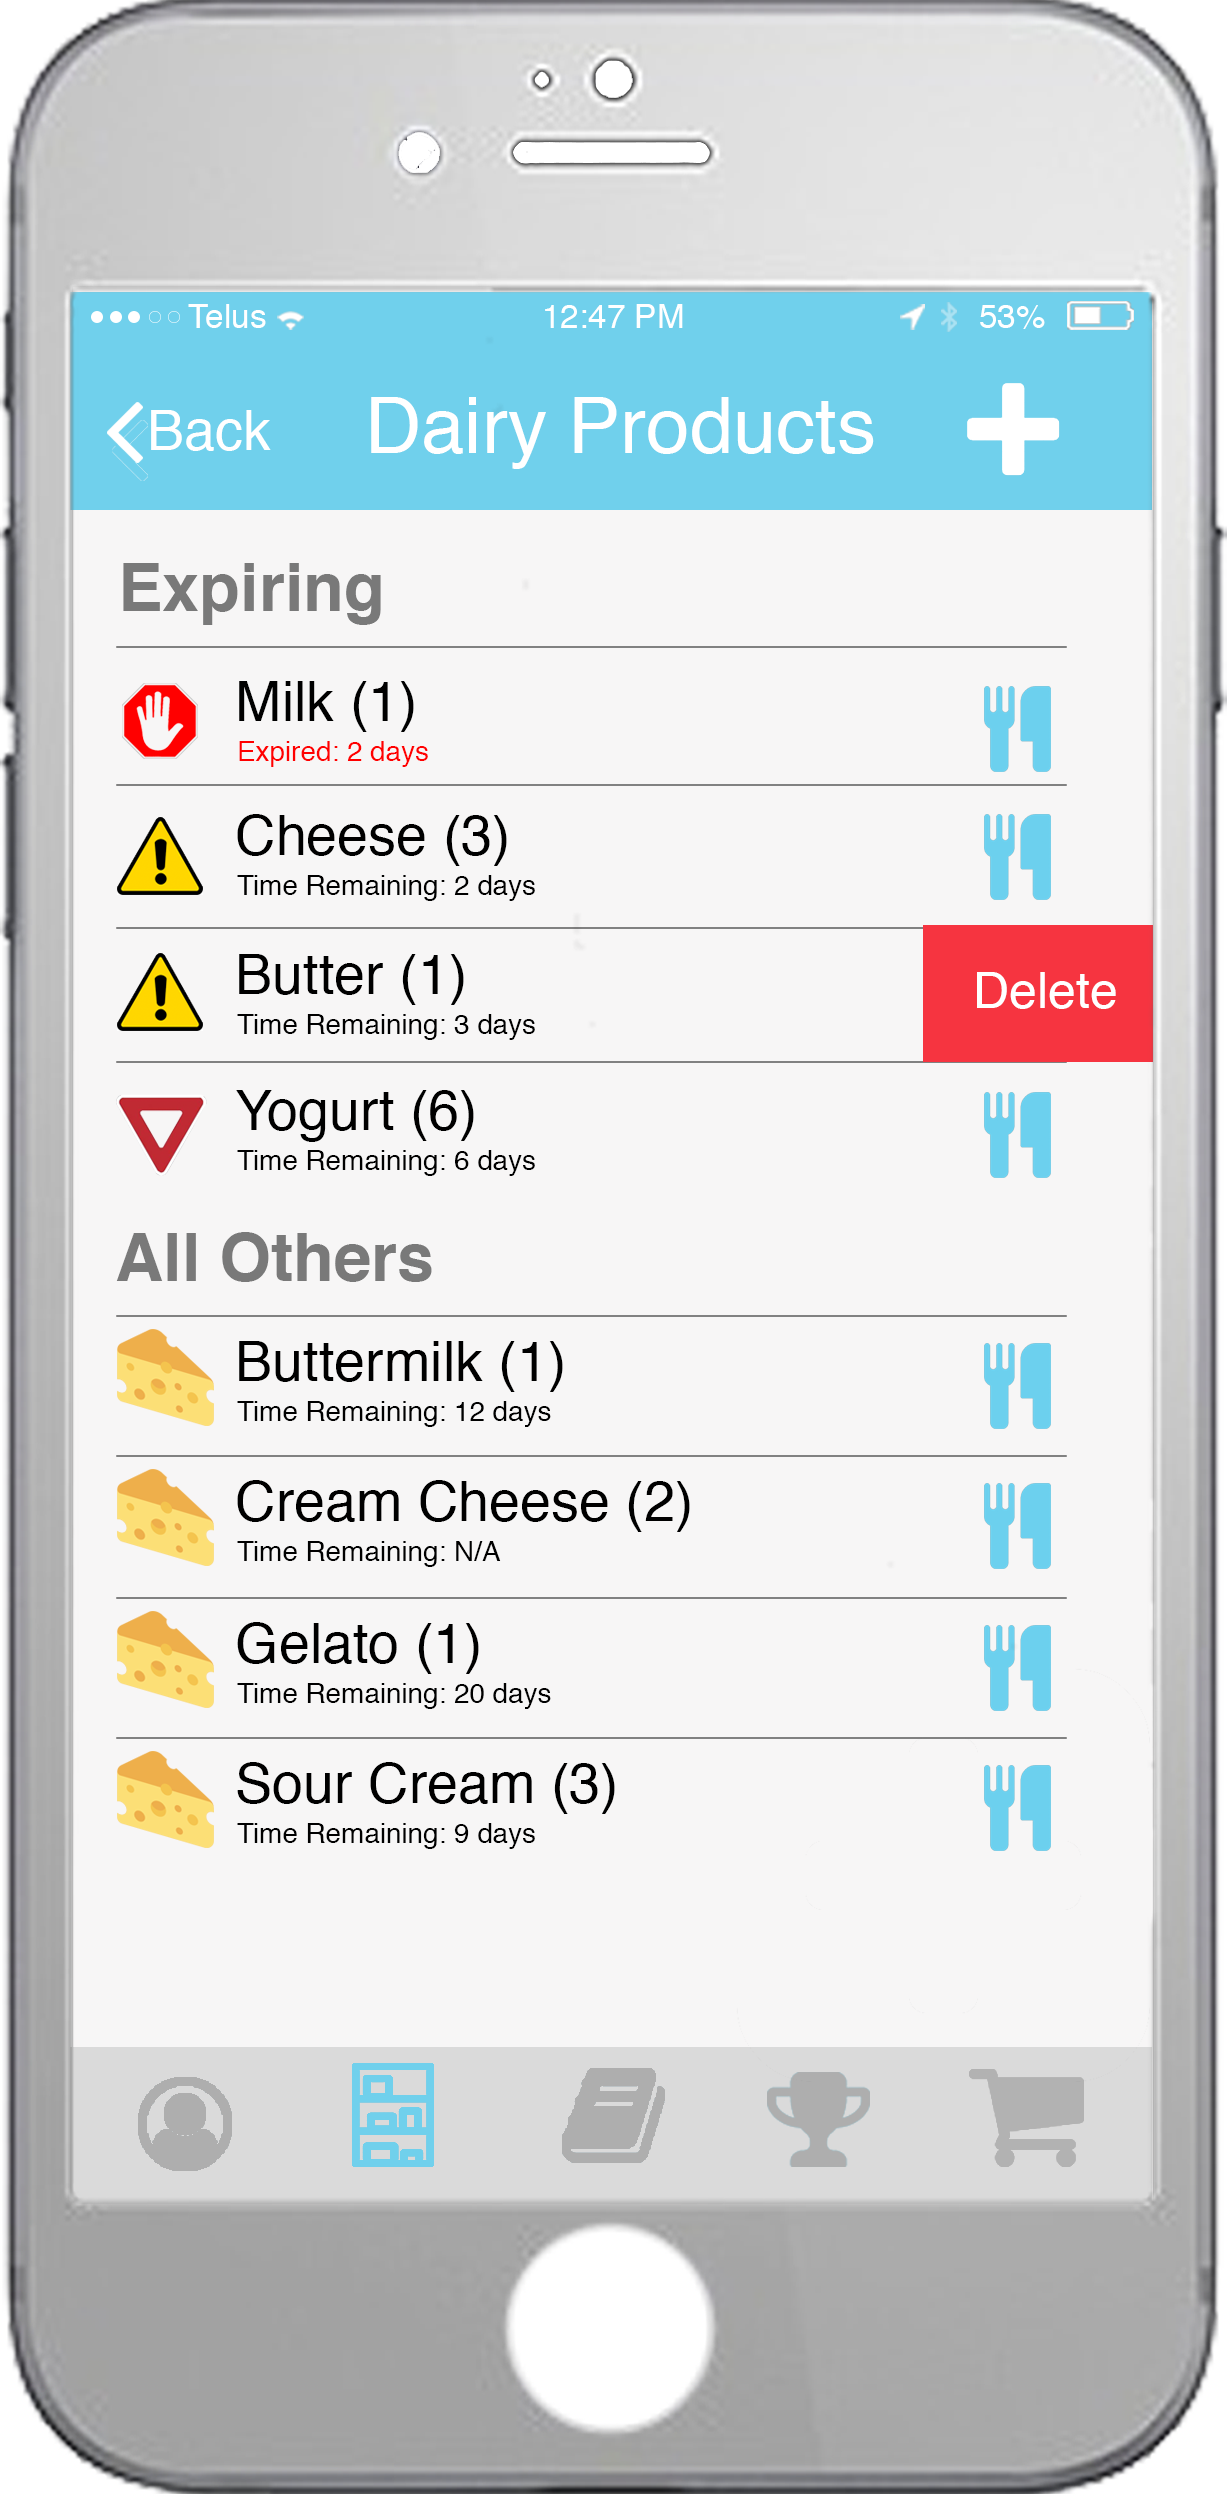 Telus 12:47 PM 53%
Back Dairy Products
Expiring
Milk (1)
Expired: 2 days
Cheese (3)
Time Remaining: 2 days
Butter (1)
Delete
Time Remaining: 3 days
Yogurt (6)
Time Remaining: 6 days
All Others
Buttermilk (1)
Time Remaining: 12 days
Cream Cheese (2)
Time Remaining: N/A
Gelato (1)
Time Remaining: 20 days
Sour Cream (3)
Time Remaining: 9 days